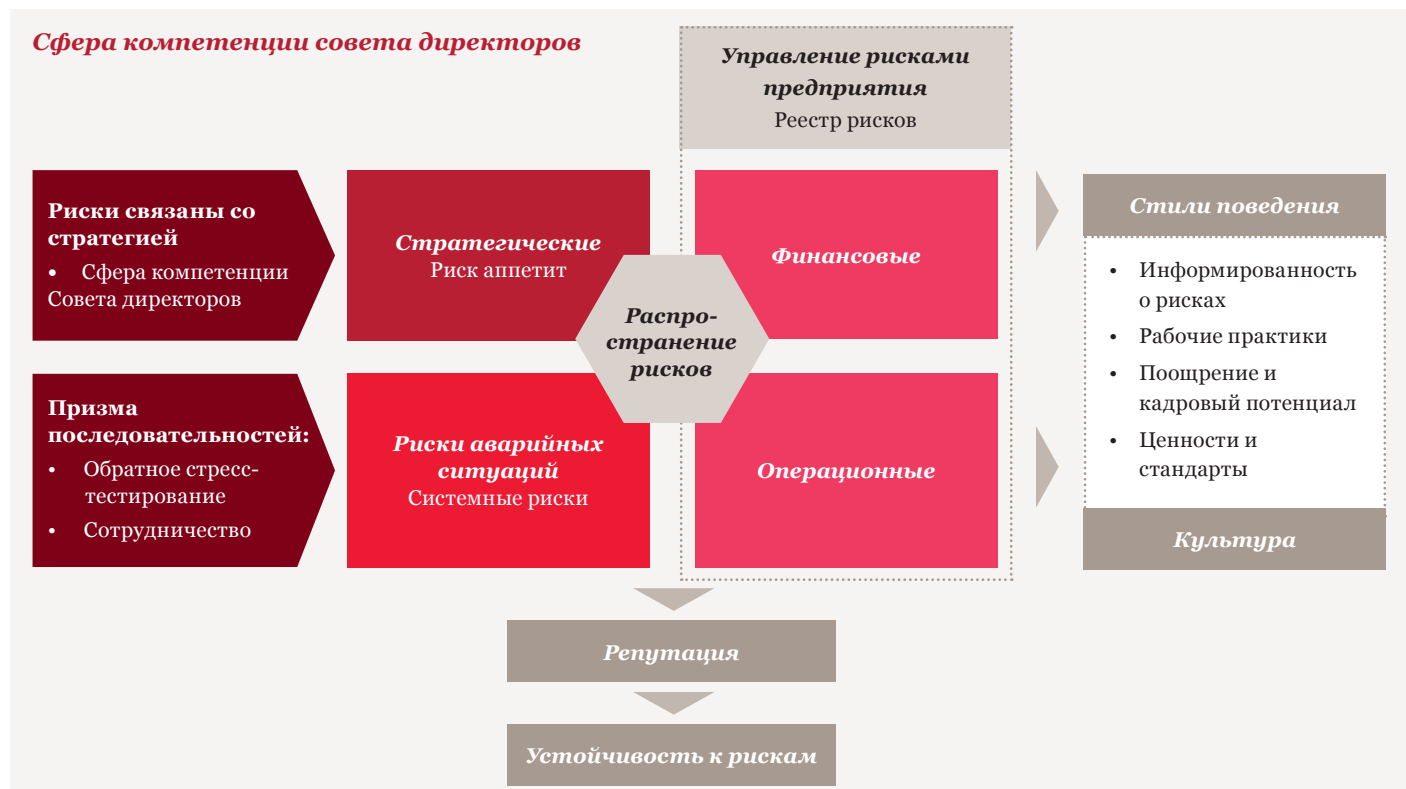 Сфера компетенции совета директоров
Управление рисками
предприятия
Реестр рисков
Риски связаны со
стратегией
• Сфера компетенции
Совета директоров
Стратегические
Риск аппетит
Финансовые
Распро-
странение
рисков
Призма
последовательностей:
• Обратное стресс-
тестирование
• Сотрудничество
Риски аварийных
ситуаций
Системные риски
Операционные
Стили поведения
• Информированность
о рисках
• Рабочие практики
• Поощрение и
кадровый потенциал
• Ценности и
стандарты
Культура
Репутация
Устойчивость к рискам